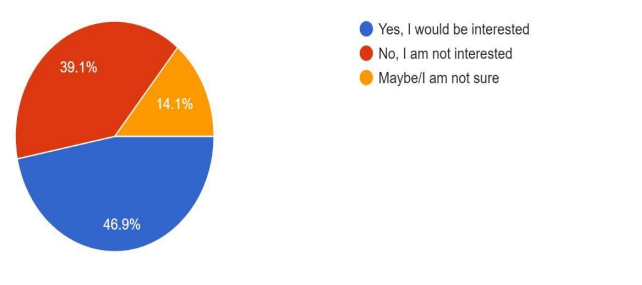 Yes, I would be interested
No, I am not interested
Maybe/I am not sure
39.1%
14.1%
46.9%